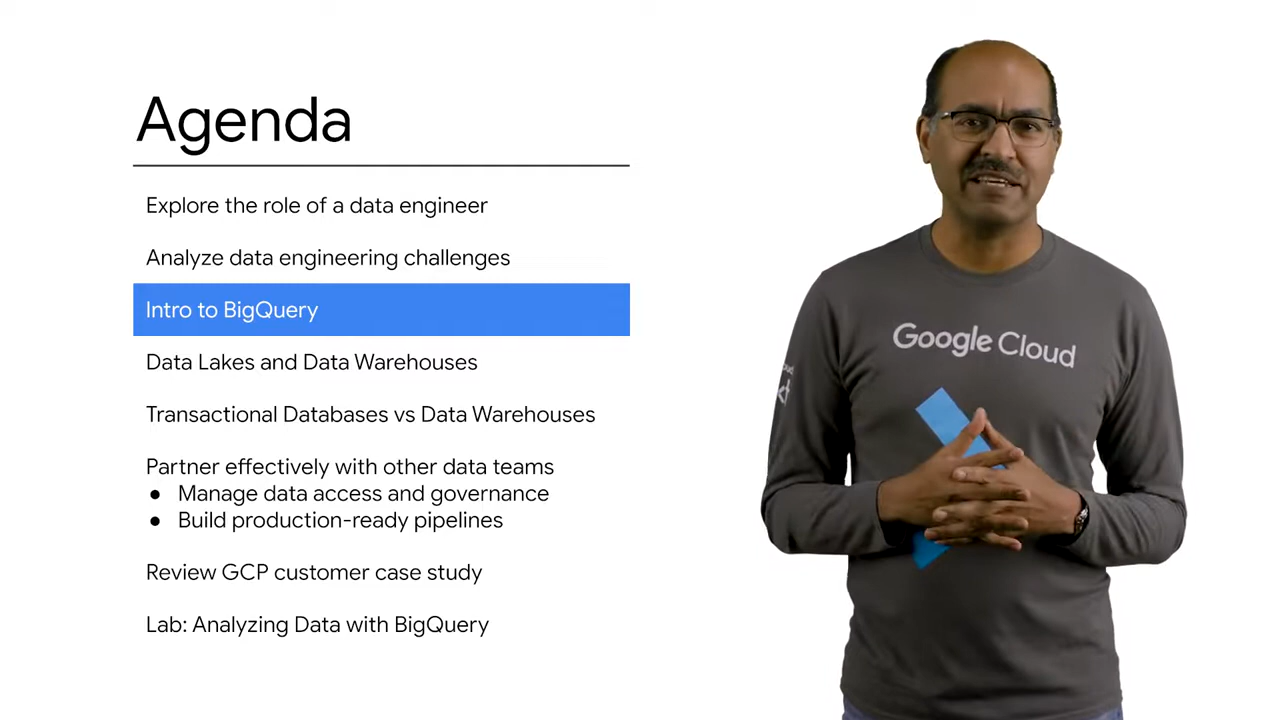 Agenda
Explore the role of a data engineer
Analyze data engineering challenges
Intro to BigQuery
Data Lakes and Data Warehouses
Transactional Databases vs Data Warehouses
Partner effectively with other data teams
● Manage data access and governance
● Build production-ready pipelines
Review GCP customer case study
Lab: Analyzing Data with BigQuery
Google Cloud